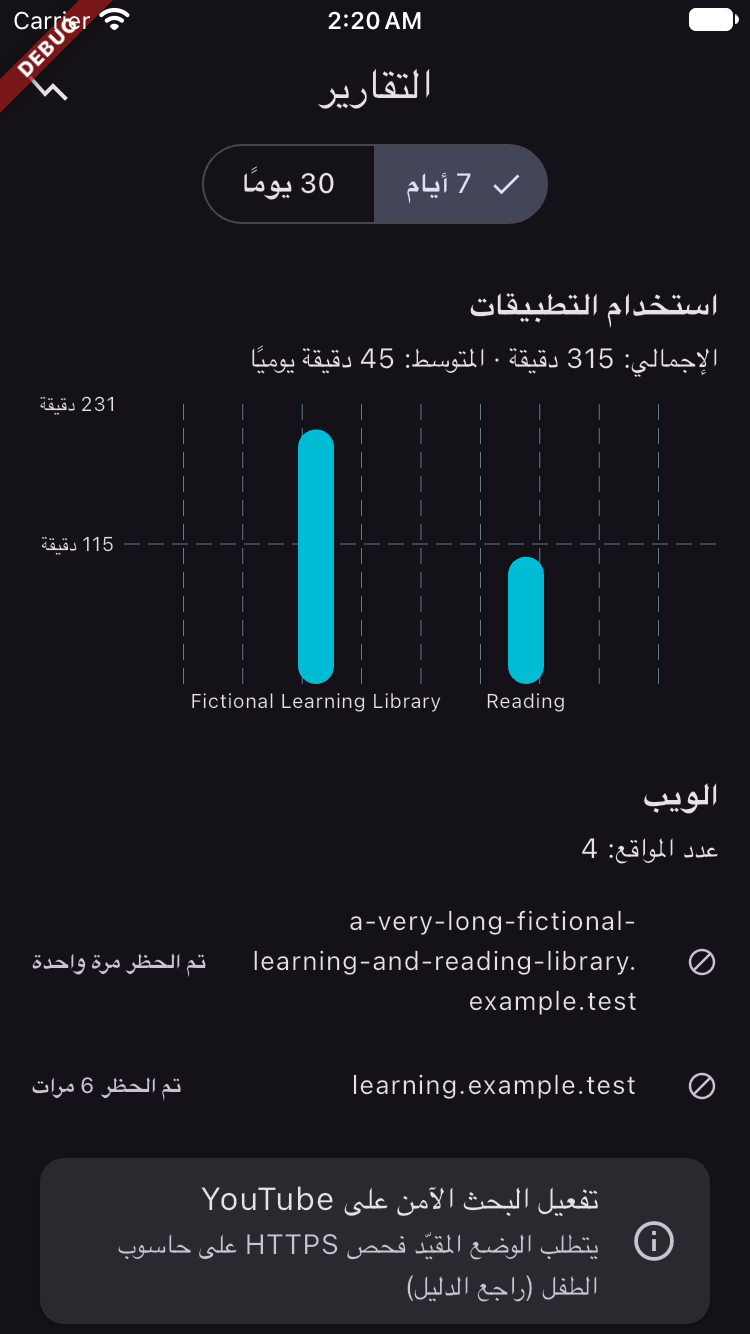 Carrier
2:20 AM
DEBUG
التقارير
7 أيام
30 يومًا
استخدام التطبيقات
الإجمالي: 315 دقيقة · المتوسط: 45 دقيقة يوميًا
231 دقيقة
115 دقيقة
Fictional Learning Library
Reading
الويب
عدد المواقع: 4
a-very-long-fictional-
learning-and-reading-library.
example.test
تم الحظر مرة واحدة
learning.example.test
تم الحظر 6 مرات
تفعيل البحث الآمن على YouTube
يتطلب الوضع المقيّد فحص HTTPS على حاسوب
الطفل (راجع الدليل)